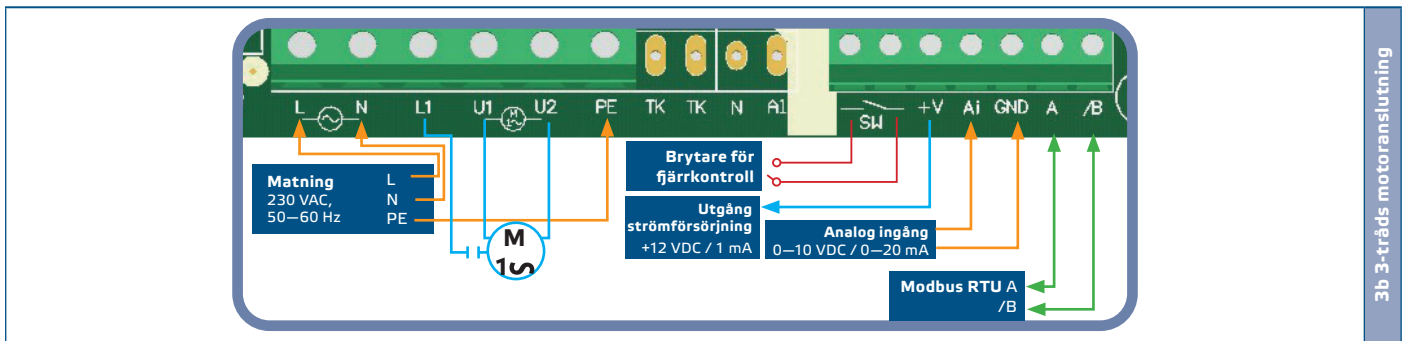 L N L1 U1 M 1~ U2 PE TK TK N A1 SW +V Ai GND A /B
Matning L
230 VAC, N
50—60 Hz PE
M
1
Brytare för
fjärrkontroll
Utgång
strömförsörjning
+12 VDC / 1 mA
Analog ingång
0—10 VDC / 0—20 mA
Modbus RTU A
/B
3b 3-tråds motoranslutning